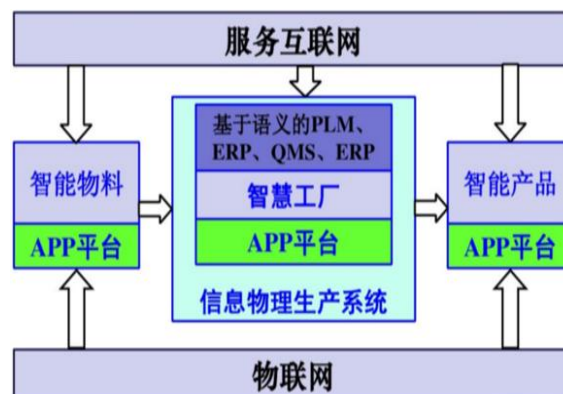 服务互联网
基于语义的PLM、
ERP、QMS、ERP
智能物料
智慧工厂
智能产品
APP平台
APP平台
APP平台
信息物理生产系统
物联网